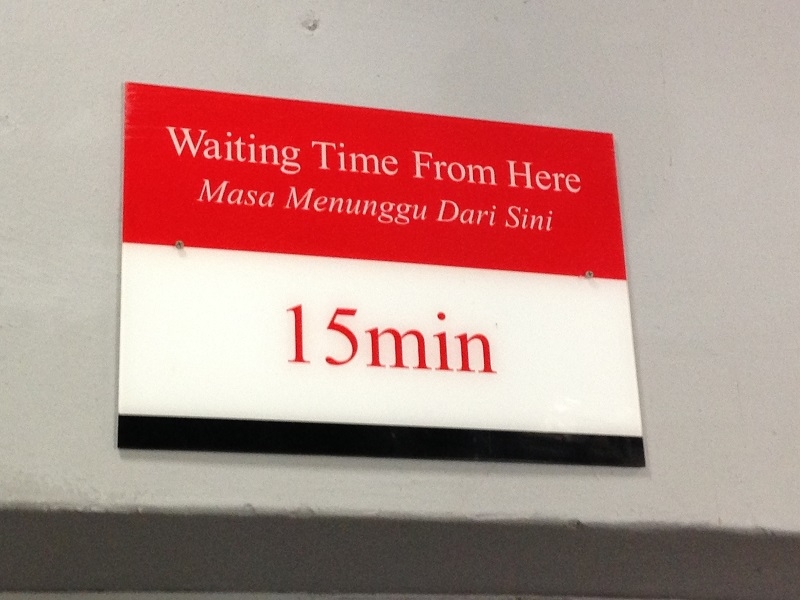 Waiting Time From Here
Masa Menunggu Dari Sini
15min